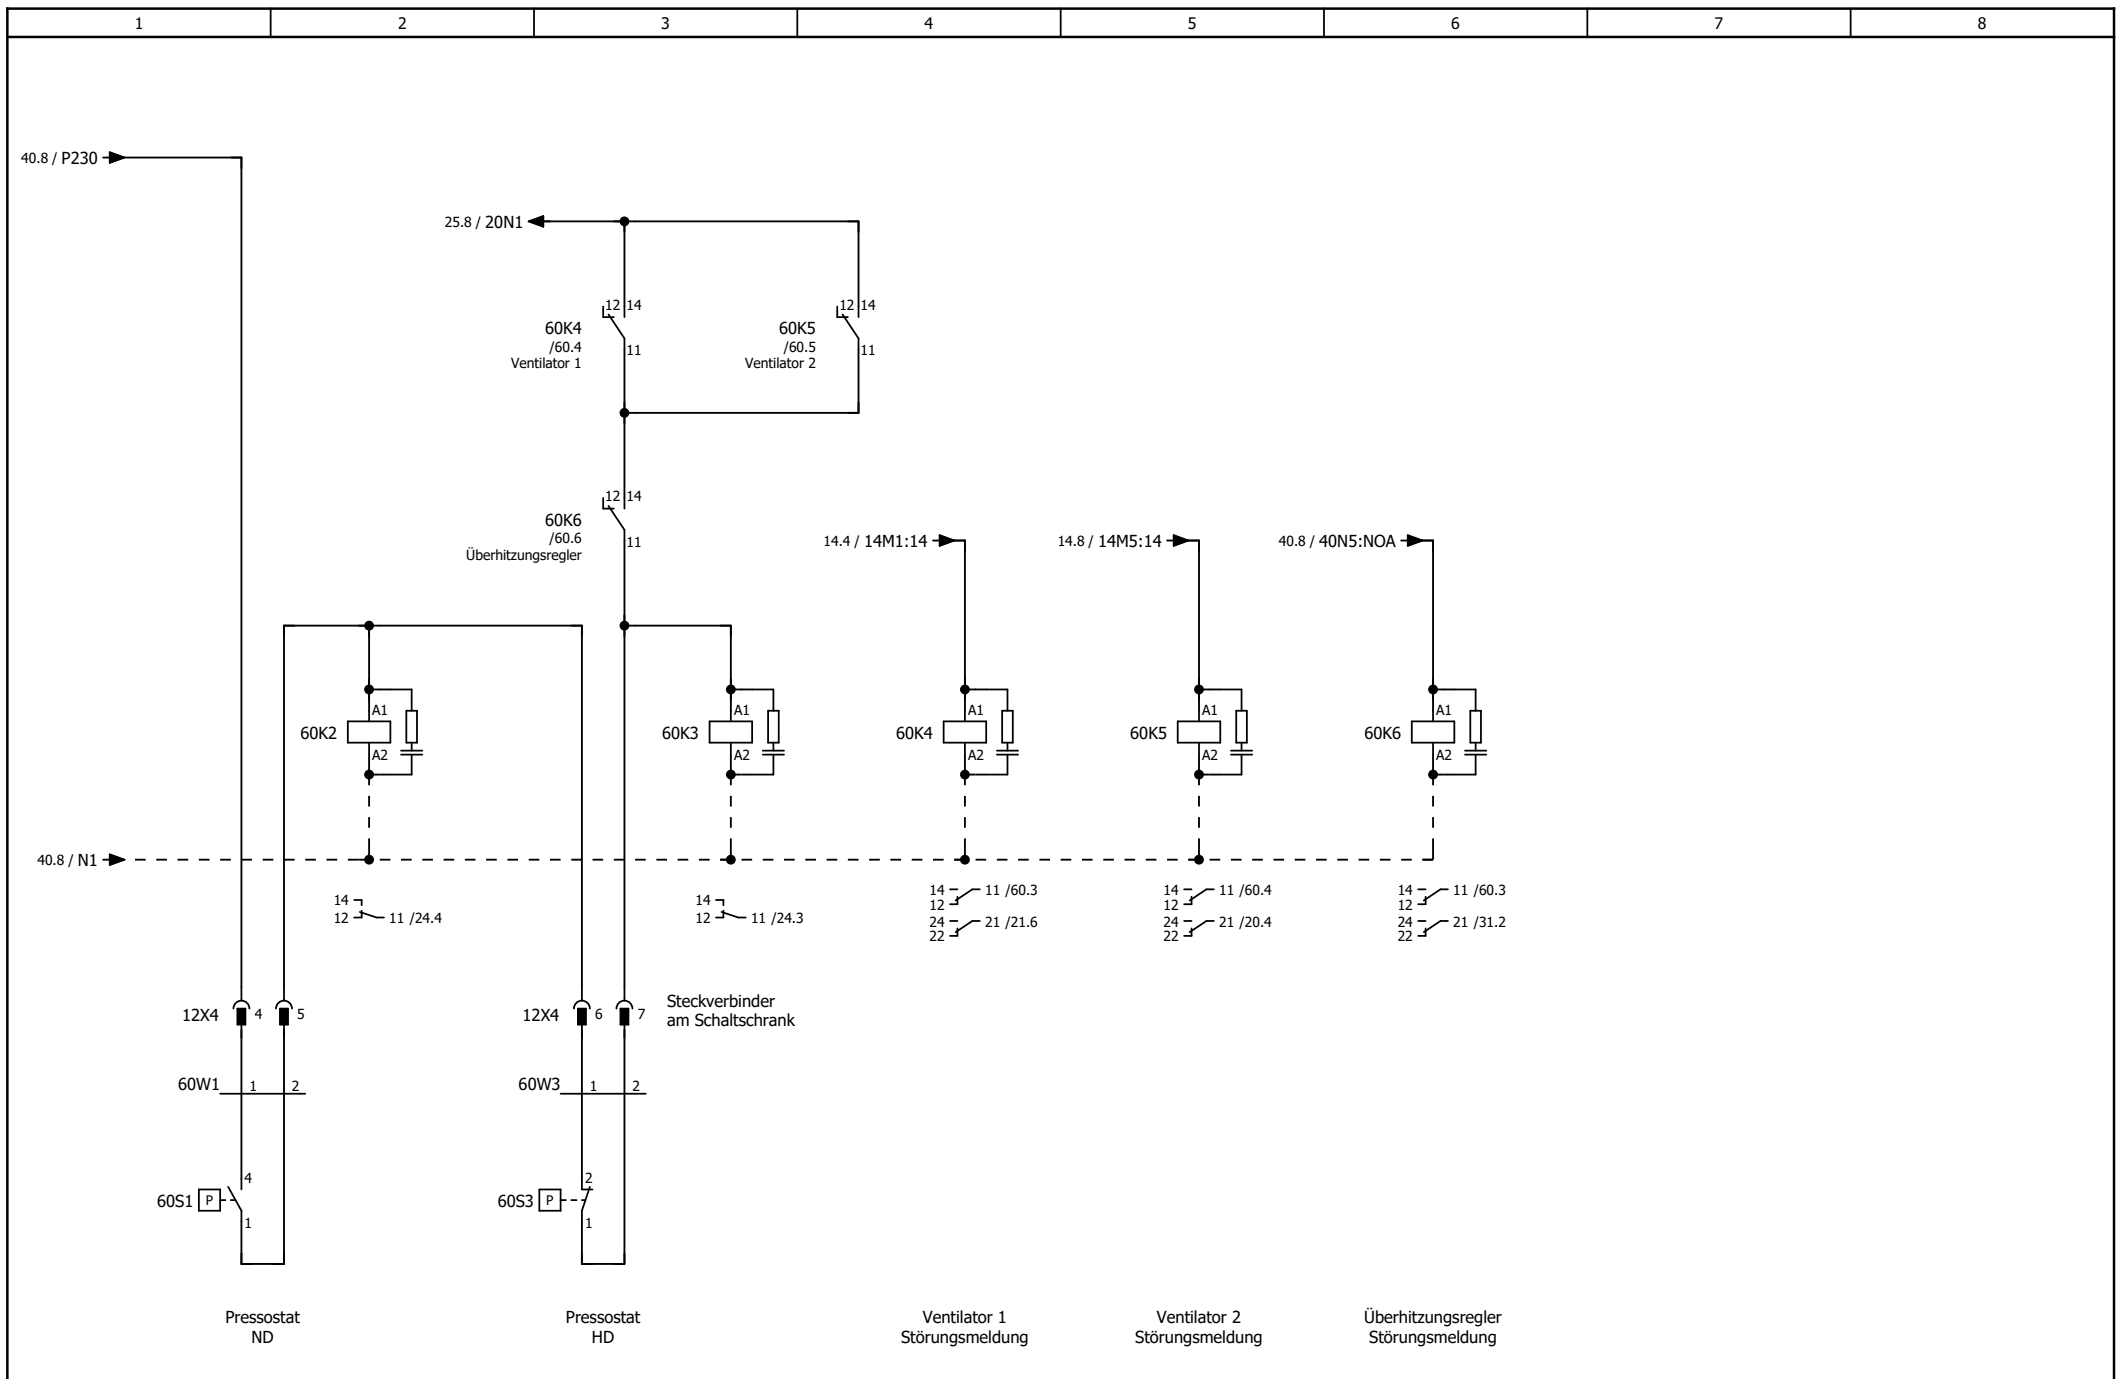 1 2 3 4 5 6 7 8
40.8 / P230
25.8 / 20N1
12 14
60K4
/60.4
Ventilator 1
11
12 14
60K5
/60.5
Ventilator 2
11
12 14
60K6
/60.6
Überhitzungsregler
11
14.4 / 14M1:14
14.8 / 14M5:14
40.8 / 40N5:NOA
60K2
A1
A2
60K3
A1
A2
60K4
A1
A2
60K5
A1
A2
60K6
A1
A2
40.8 / N1
14
12 11 /24.4
14
12 11 /24.3
14 11 /60.3
12
24 21 /21.6
22
14 11 /60.4
12
24 21 /20.4
22
14 11 /60.3
12
24 21 /31.2
22
12X4 4 5
12X4 6 7
Steckverbinder
am Schaltschrank
60W1 1 2
60W3 1 2
4
60S1 P
1
2
60S3 P
1
Pressostat
ND
Pressostat
HD
Ventilator 1
Störungsmeldung
Ventilator 2
Störungsmeldung
Überhitzungsregler
Störungsmeldung